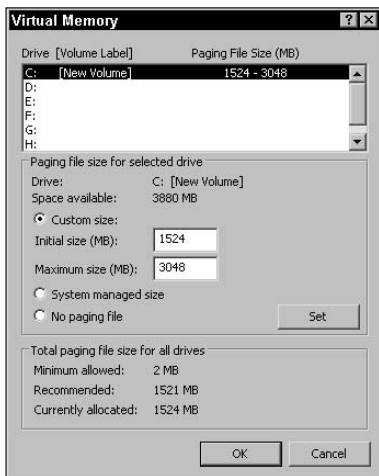 Virtual Memory
Drive [Volume Label] Paging File Size (MB)
C: [New Volume] 1524 - 3048
D:
E:
F:
G:
H:
Paging file size for selected drive
Drive: C: [New Volume]
Space available: 3880 MB
Custom size:
Initial size (MB): 1524
Maximum size (MB): 3048
System managed size
No paging file Set
Total paging file size for all drives
Minimum allowed: 2 MB
Recommended: 1521 MB
Currently allocated: 1524 MB
OK Cancel